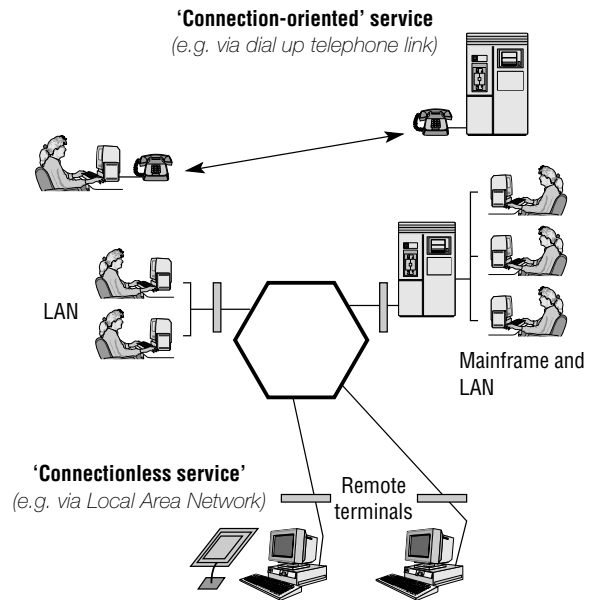 ‘Connection-oriented’ service
(e.g. via dial up telephone link)
LAN
Mainframe and
LAN
‘Connectionless service’
(e.g. via Local Area Network)
Remote
terminals